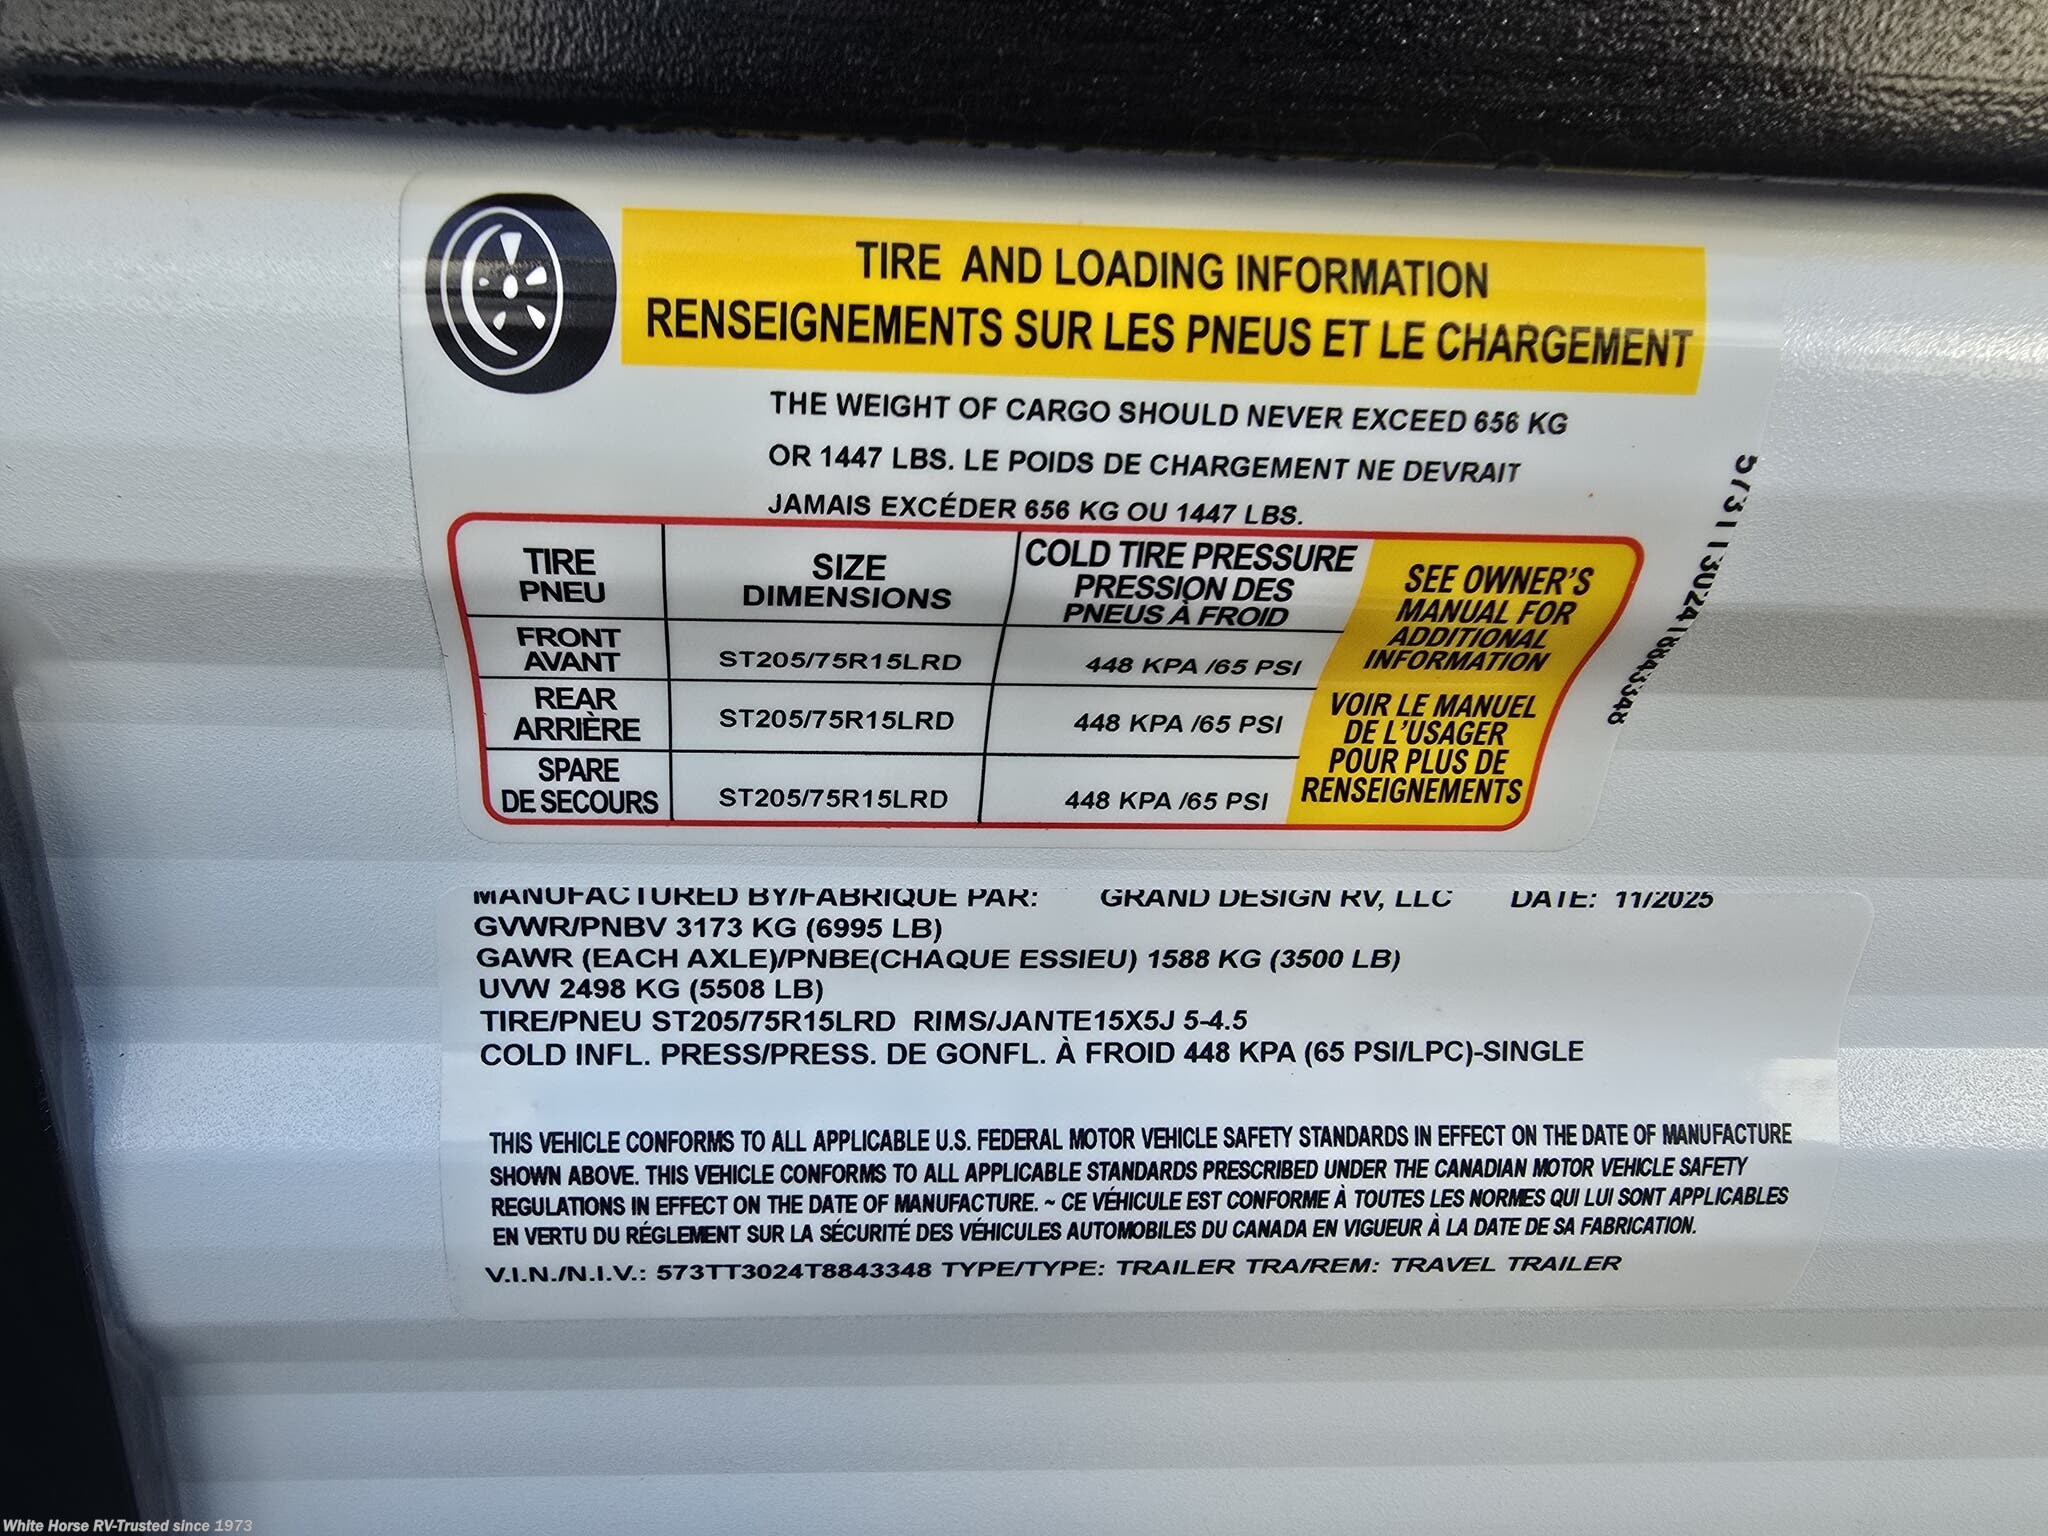 TIRE AND LOADING INFORMATION
RENSEIGNEMENTS SUR LES PNEUS ET LE CHARGEMENT
THE WEIGHT OF CARGO SHOULD NEVER EXCEED 656 KG
OR 1447 LBS. LE POIDS DE CHARGEMENT NE DEVRAIT
JAMAIS EXCÉDER 656 KG OU 1447 LBS.
TIRE
PNEU
SIZE
DIMENSIONS
COLD TIRE PRESSURE
PRESSION DES
PNEUS À FROID
FRONT
AVANT
ST205/75R15LRD
448 KPA /65 PSI
REAR
ARRIÈRE
ST205/75R15LRD
448 KPA /65 PSI
SPARE
DE SECOURS
ST205/75R15LRD
448 KPA /65 PSI
SEE OWNER'S
MANUAL FOR
ADDITIONAL
INFORMATION
VOIR LE MANUEL
DE L'USAGER
POUR PLUS DE
RENSEIGNEMENTS
573TT3024T8843348
MANUFACTURED BY/FABRIQUE PAR: GRAND DESIGN RV, LLC DATE: 11/2025
GVWR/PNBV 3173 KG (6995 LB)
GAWR (EACH AXLE)/PNBE(CHAQUE ESSIEU) 1588 KG (3500 LB)
UVW 2498 KG (5508 LB)
TIRE/PNEU ST205/75R15LRD RIMS/JANTE15X5J 5-4.5
COLD INFL. PRESS/PRESS. DE GONFL. À FROID 448 KPA (65 PSI/LPC)-SINGLE
THIS VEHICLE CONFORMS TO ALL APPLICABLE U.S. FEDERAL MOTOR VEHICLE SAFETY STANDARDS IN EFFECT ON THE DATE OF MANUFACTURE
SHOWN ABOVE. THIS VEHICLE CONFORMS TO ALL APPLICABLE STANDARDS PRESCRIBED UNDER THE CANADIAN MOTOR VEHICLE SAFETY
REGULATIONS IN EFFECT ON THE DATE OF MANUFACTURE. ~ CE VÉHICULE EST CONFORME À TOUTES LES NORMES QUI LUI SONT APPLICABLES
EN VERTU DU RÉGLEMENT SUR LA SÉCURITÉ DES VÉHICULES AUTOMOBILES DU CANADA EN VIGUEUR À LA DATE DE SA FABRICATION.
V.I.N./N.I.V.: 573TT3024T8843348 TYPE/TYPE: TRAILER TRA/REM: TRAVEL TRAILER
White Horse RV-Trusted since 1973